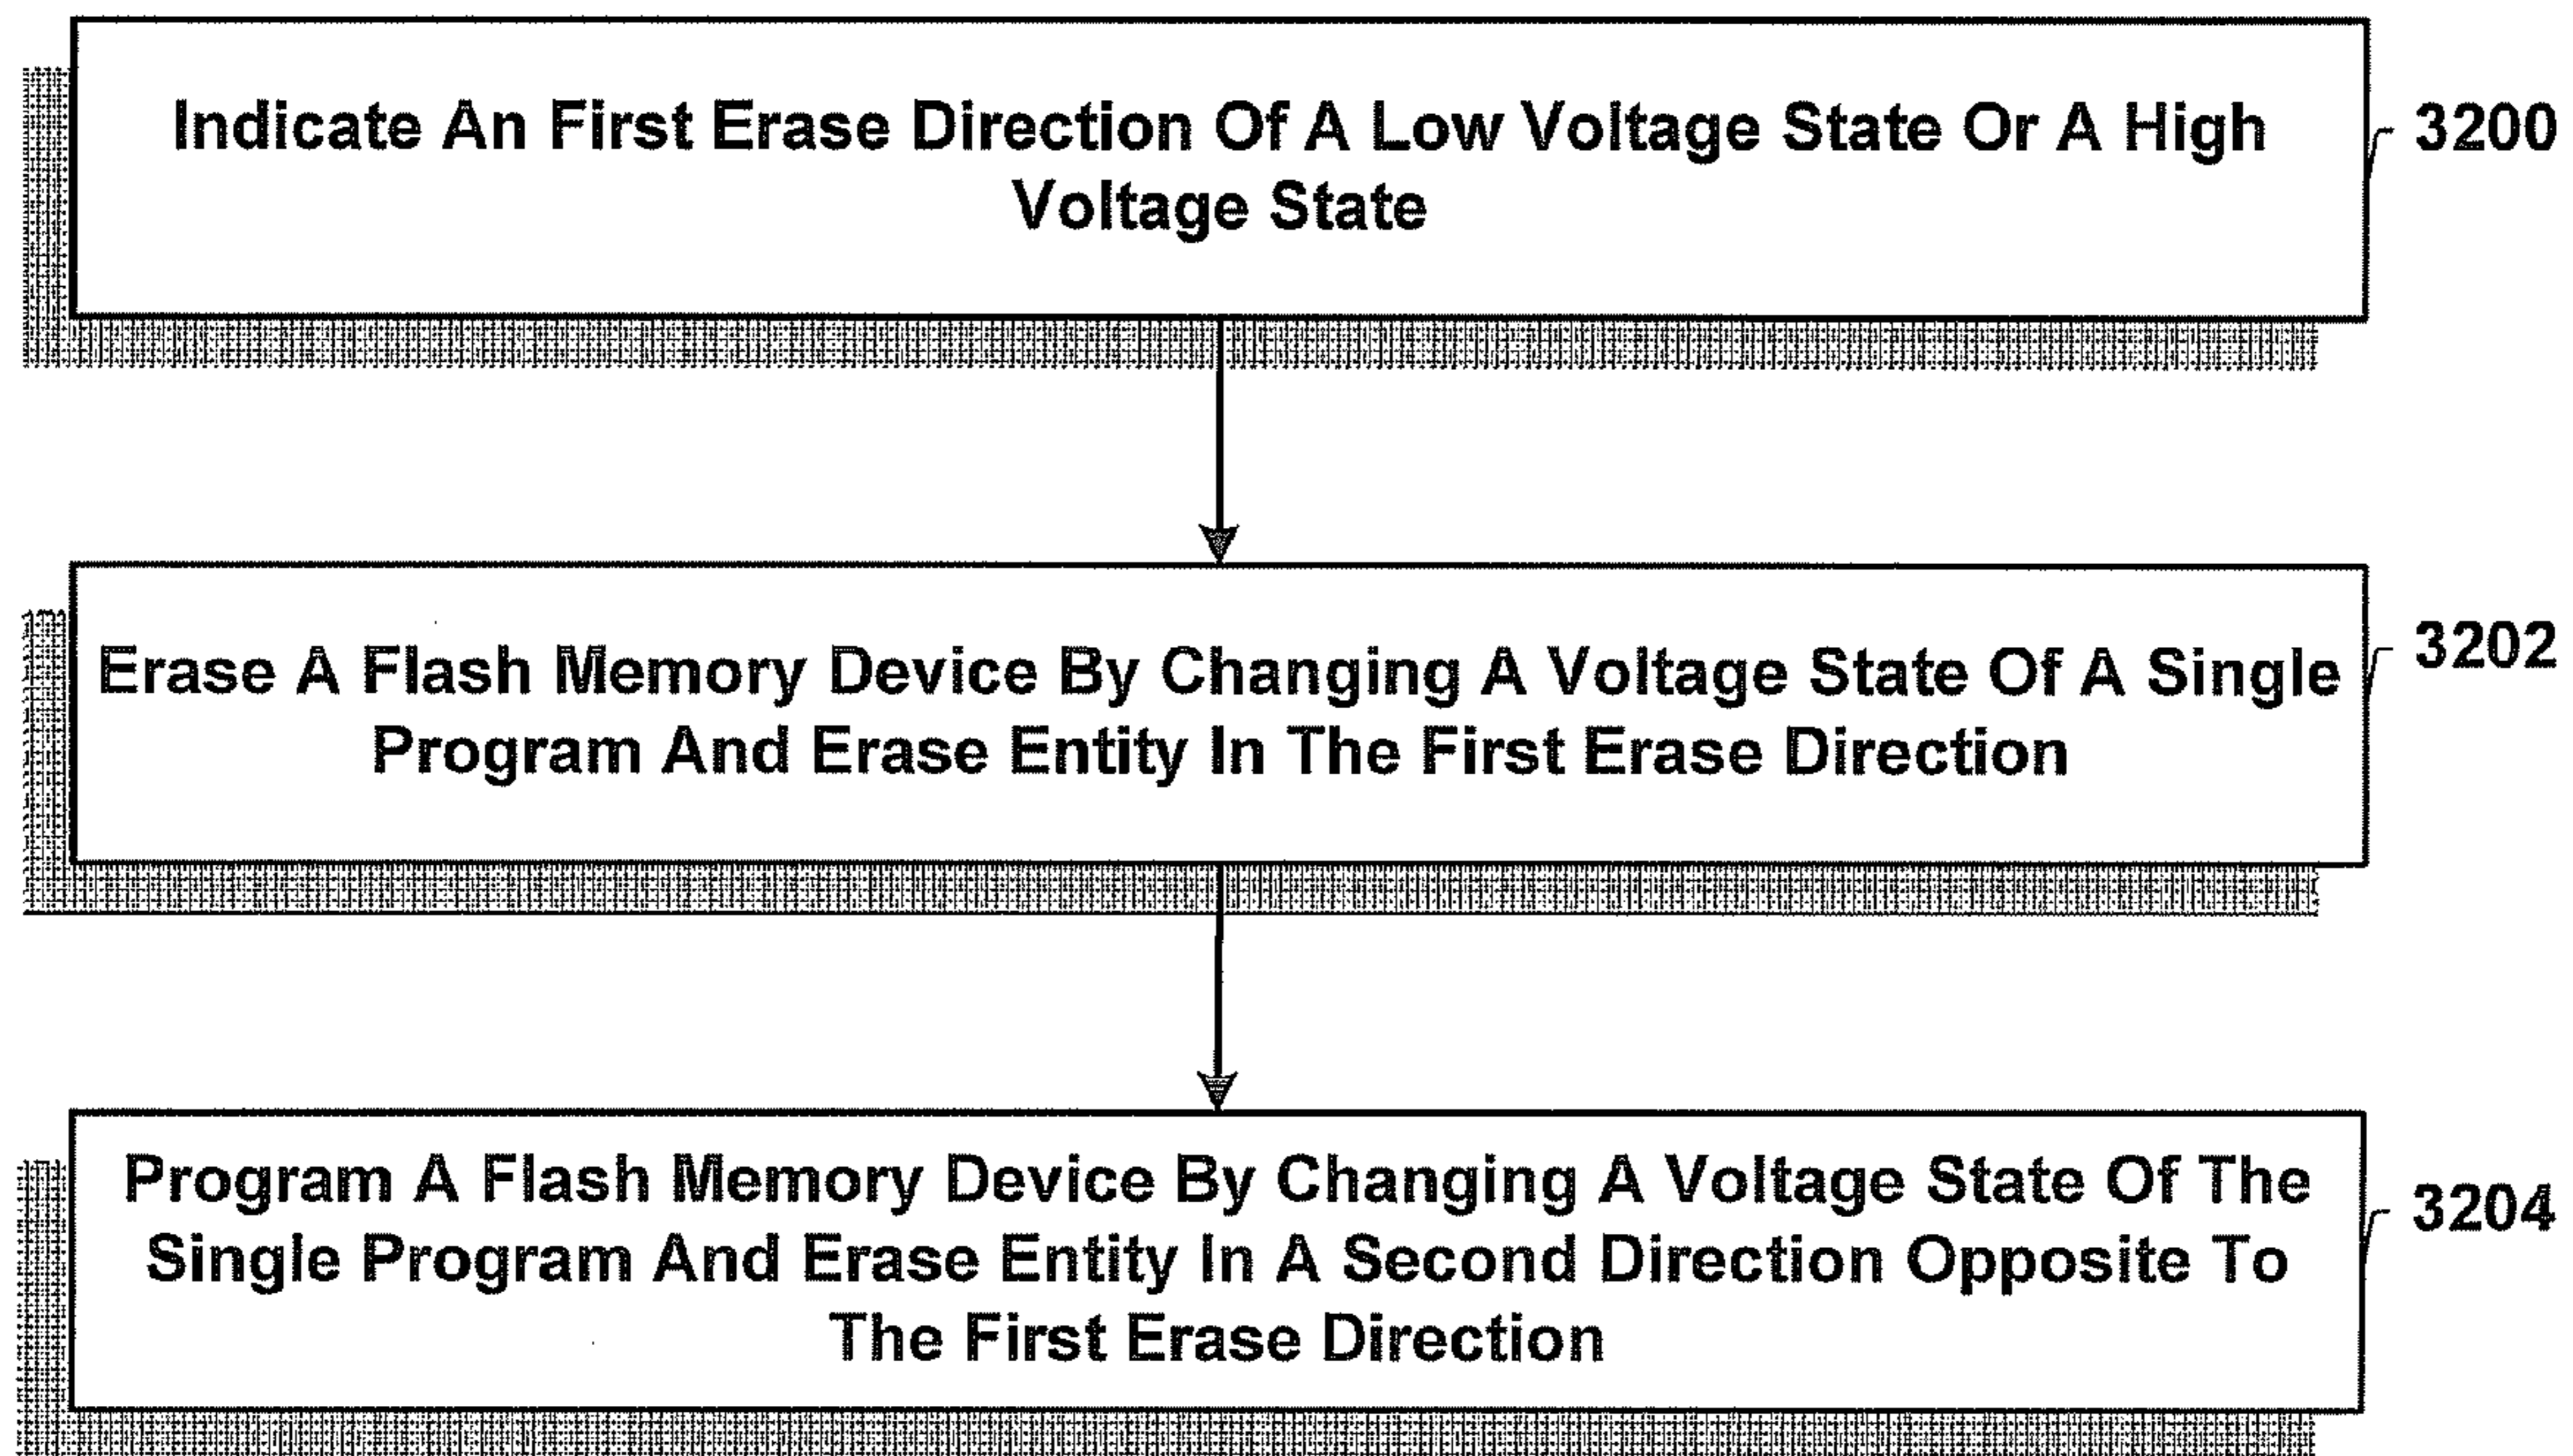 Indicate An First Erase Direction Of A Low Voltage State Or A High
Voltage State
3200
Erase A Flash Memory Device By Changing A Voltage State Of A Single
Program And Erase Entity In The First Erase Direction
3202
Program A Flash Memory Device By Changing A Voltage State Of The
Single Program And Erase Entity In A Second Direction Opposite To
The First Erase Direction
3204